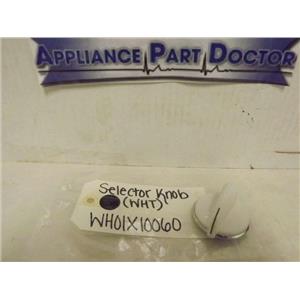 APPLIANCE PART DOCTOR
Selector Knob
(WHT)
WH01X10060